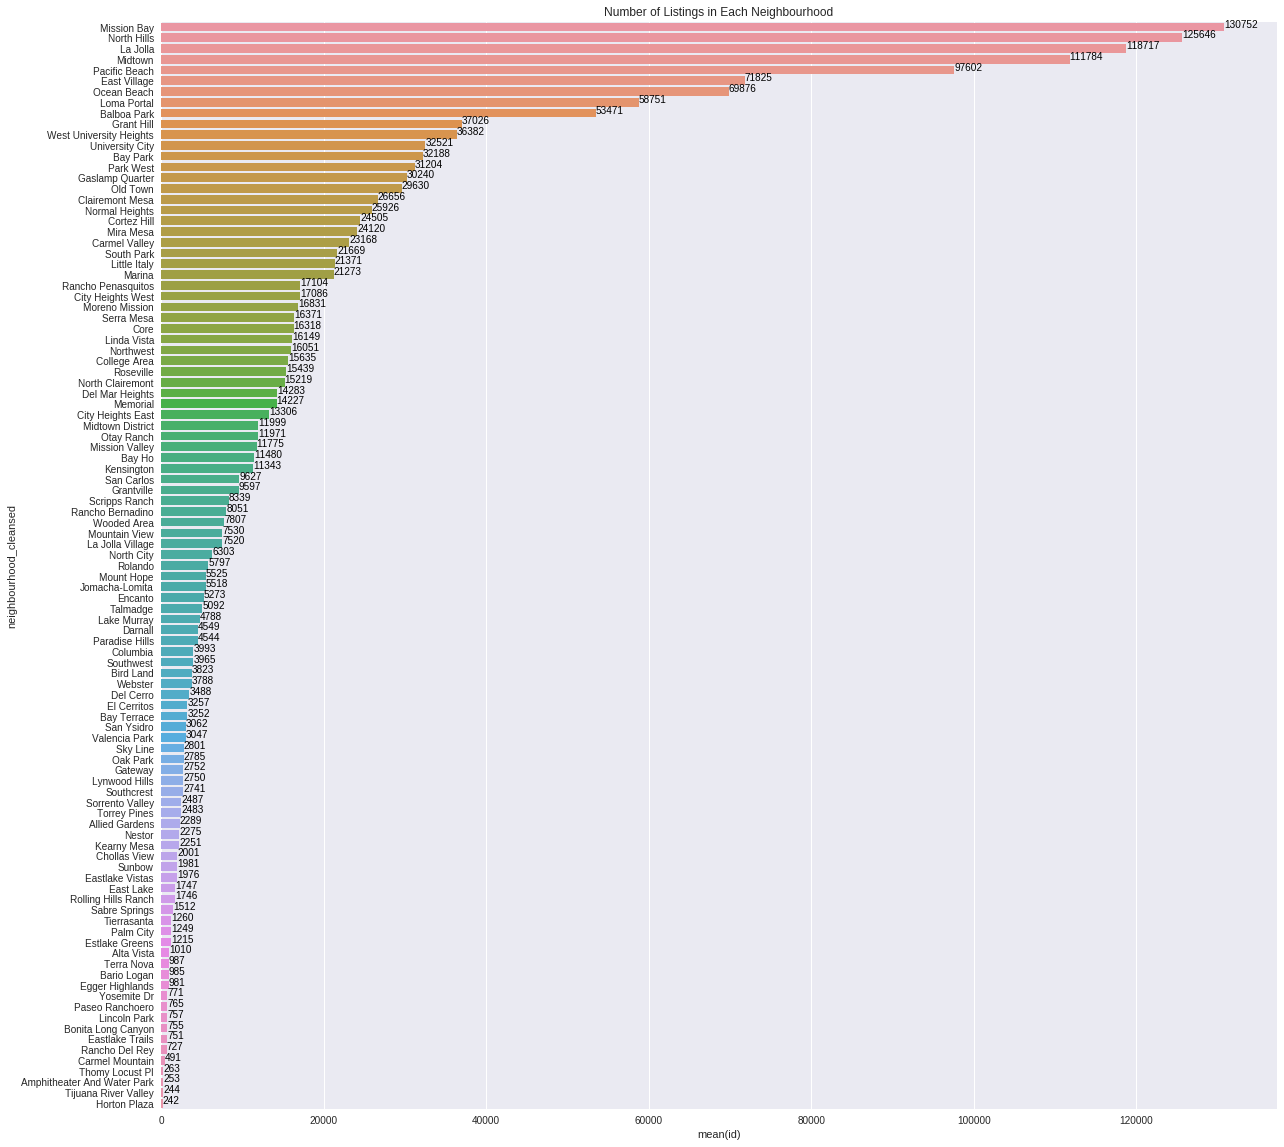 Number of Listings in Each Neighbourhood
Mission Bay 130752
North Hills 125646
La Jolla 118717
Midtown 111784
Pacific Beach 97602
East Village 71825
Ocean Beach 69876
Loma Portal 58751
Balboa Park 53471
Grant Hill 37026
West University Heights 36382
University City 32521
Bay Park 32188
Park West 31204
Gaslamp Quarter 30240
Old Town 29630
Clairemont Mesa 26656
Normal Heights 25926
Cortez Hill 24505
Mira Mesa 24120
Carmel Valley 23168
South Park 21669
Little Italy 21371
Marina 21273
Rancho Penasquitos 17104
City Heights West 17086
Moreno Mission 16831
Serra Mesa 16371
Core 16318
Linda Vista 16149
Northwest 16051
College Area 15635
Roseville 15439
North Clairemont 15219
Del Mar Heights 14283
Memorial 14227
City Heights East 13306
Midtown District 11999
Otay Ranch 11971
Mission Valley 11775
Bay Ho 11480
Kensington 11343
San Carlos 9627
Grantville 9597
Scripps Ranch 8339
Rancho Bernadino 8051
Wooded Area 7807
Mountain View 7530
La Jolla Village 7520
North City 6303
Rolando 5797
Mount Hope 5525
Jomacha-Lomita 5518
Encanto 5273
Talmadge 5092
Lake Murray 4788
Darnall 4549
Paradise Hills 4544
Columbia 3993
Southwest 3965
Bird Land 3823
Webster 3788
Del Cerro 3488
El Cerritos 3257
Bay Terrace 3252
San Ysidro 3062
Valencia Park 3047
Sky Line 2801
Oak Park 2785
Gateway 2752
Lynwood Hills 2750
Southcrest 2741
Sorrento Valley 2487
Torrey Pines 2483
Allied Gardens 2289
Nestor 2275
Kearny Mesa 2251
Chollas View 2001
Sunbow 1981
Eastlake Vistas 1976
East Lake 1747
Rolling Hills Ranch 1746
Sabre Springs 1512
Tierrasanta 1260
Palm City 1249
Estlake Greens 1215
Alta Vista 1010
Terra Nova 987
Bario Logan 985
Egger Highlands 981
Yosemite Dr 771
Paseo Ranchoero 765
Lincoln Park 757
Bonita Long Canyon 755
Eastlake Trails 751
Rancho Del Rey 727
Carmel Mountain 491
Thomy Locust Pl 263
Amphitheater And Water Park 253
Tijuana River Valley 244
Horton Plaza 242
neighbourhood_cleansed
0 20000 40000 60000 80000 100000 120000
mean(id)